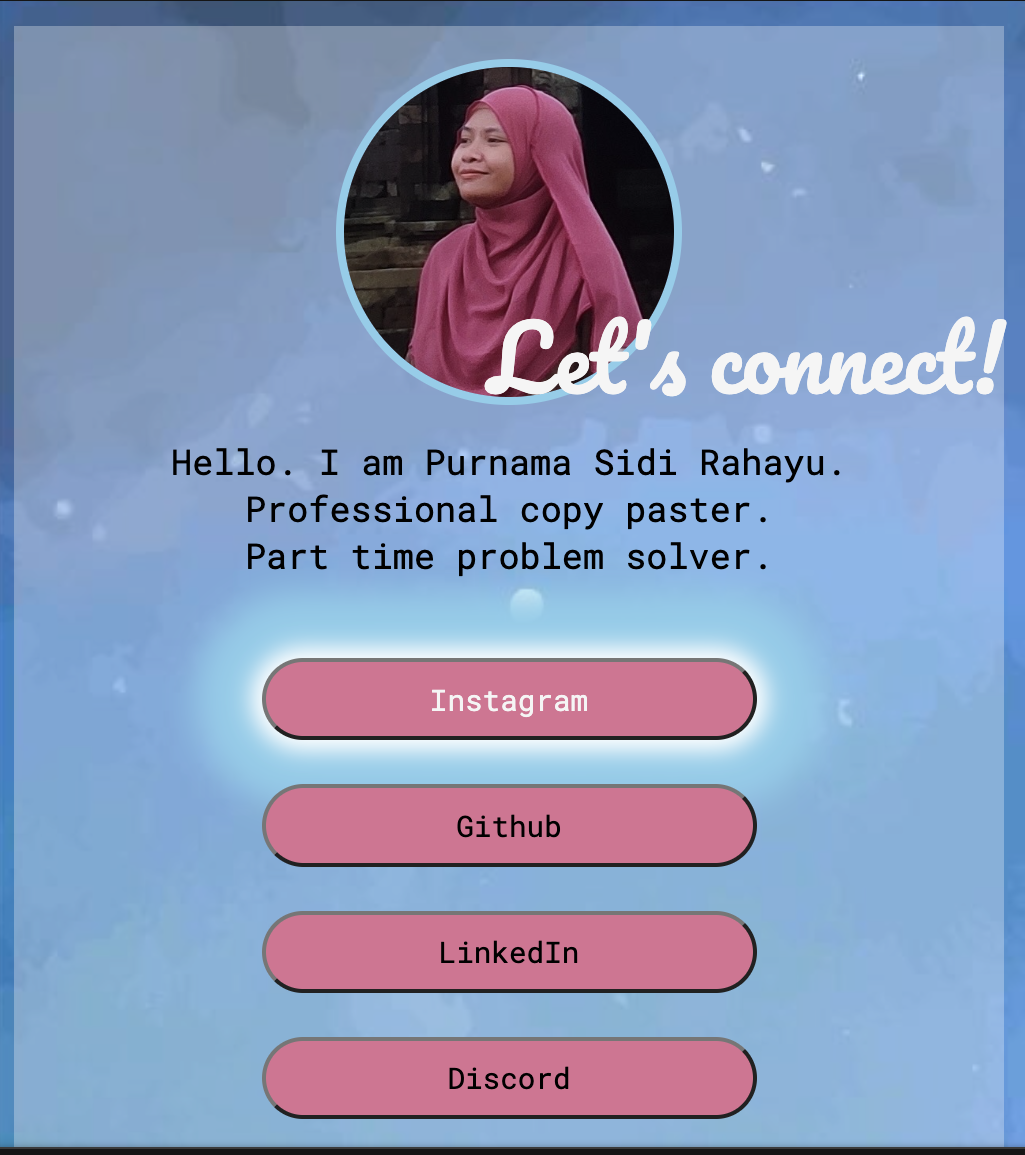 Let's connect!
Hello. I am Purnama Sidi Rahayu.
Professional copy paster.
Part time problem solver.
Instagram
Github
LinkedIn
Discord